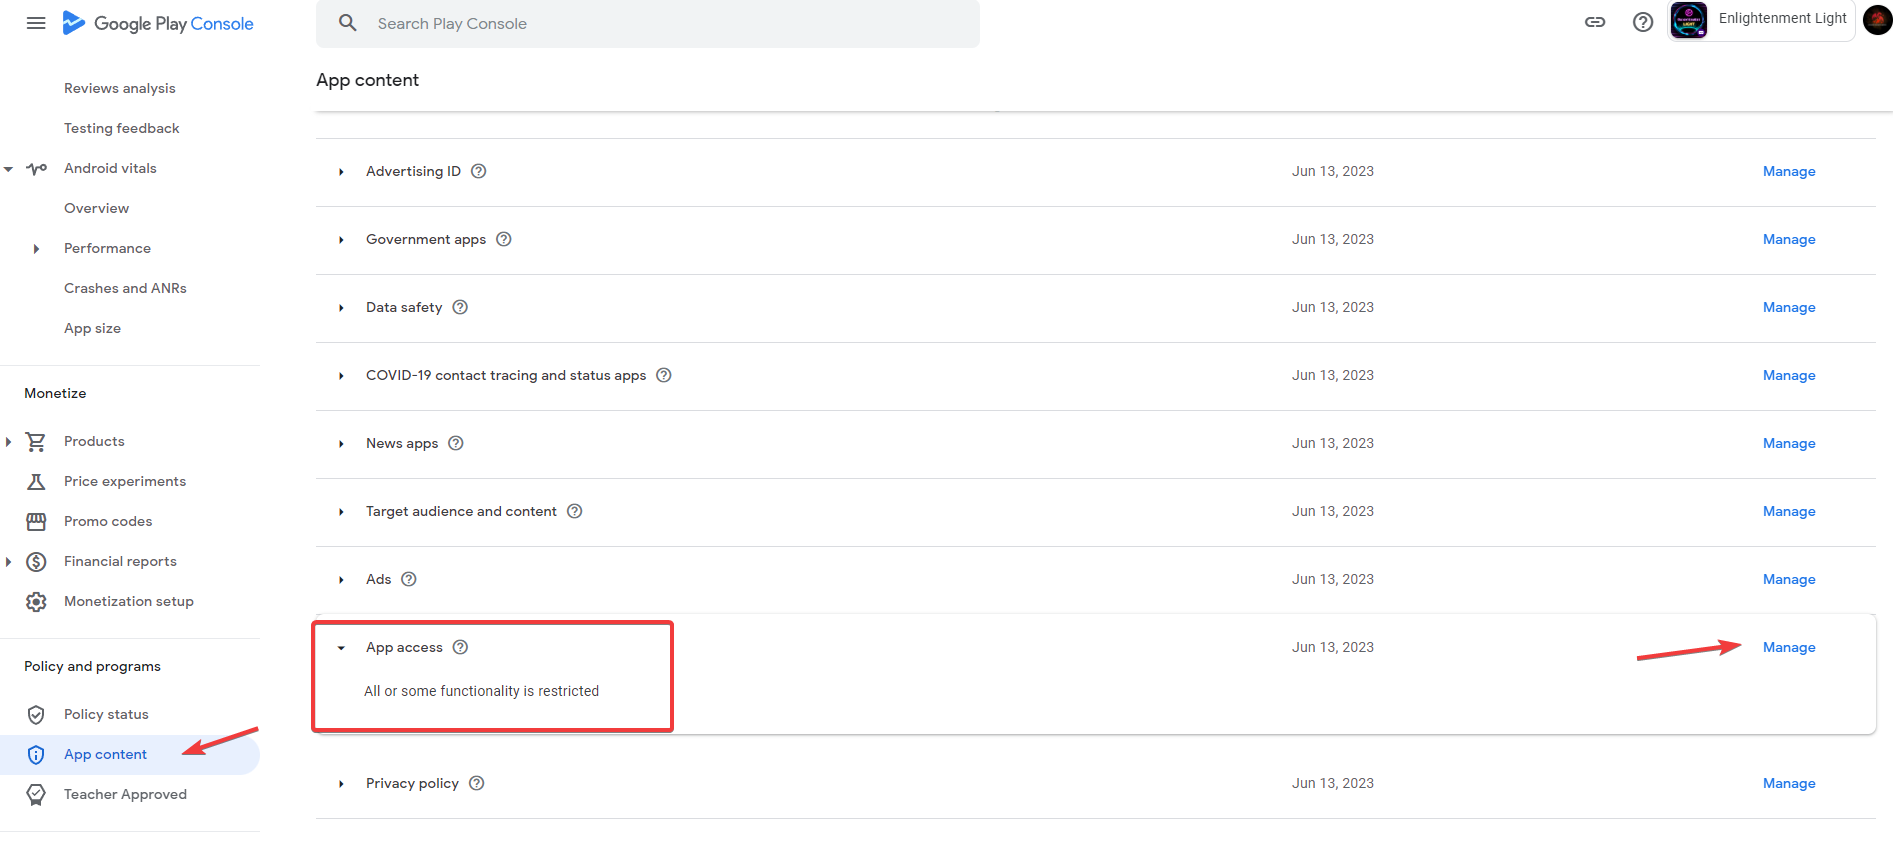 Google Play Console
Search Play Console
Enlightenment Light
App content
Reviews analysis
Testing feedback
Android vitals
Overview
Performance
Crashes and ANRs
App size
Monetize
Products
Price experiments
Promo codes
Financial reports
Monetization setup
Policy and programs
Policy status
App content
Teacher Approved
Advertising ID Jun 13, 2023 Manage
Government apps Jun 13, 2023 Manage
Data safety Jun 13, 2023 Manage
COVID-19 contact tracing and status apps Jun 13, 2023 Manage
News apps Jun 13, 2023 Manage
Target audience and content Jun 13, 2023 Manage
Ads Jun 13, 2023 Manage
App access Jun 13, 2023 Manage
All or some functionality is restricted
Privacy policy Jun 13, 2023 Manage